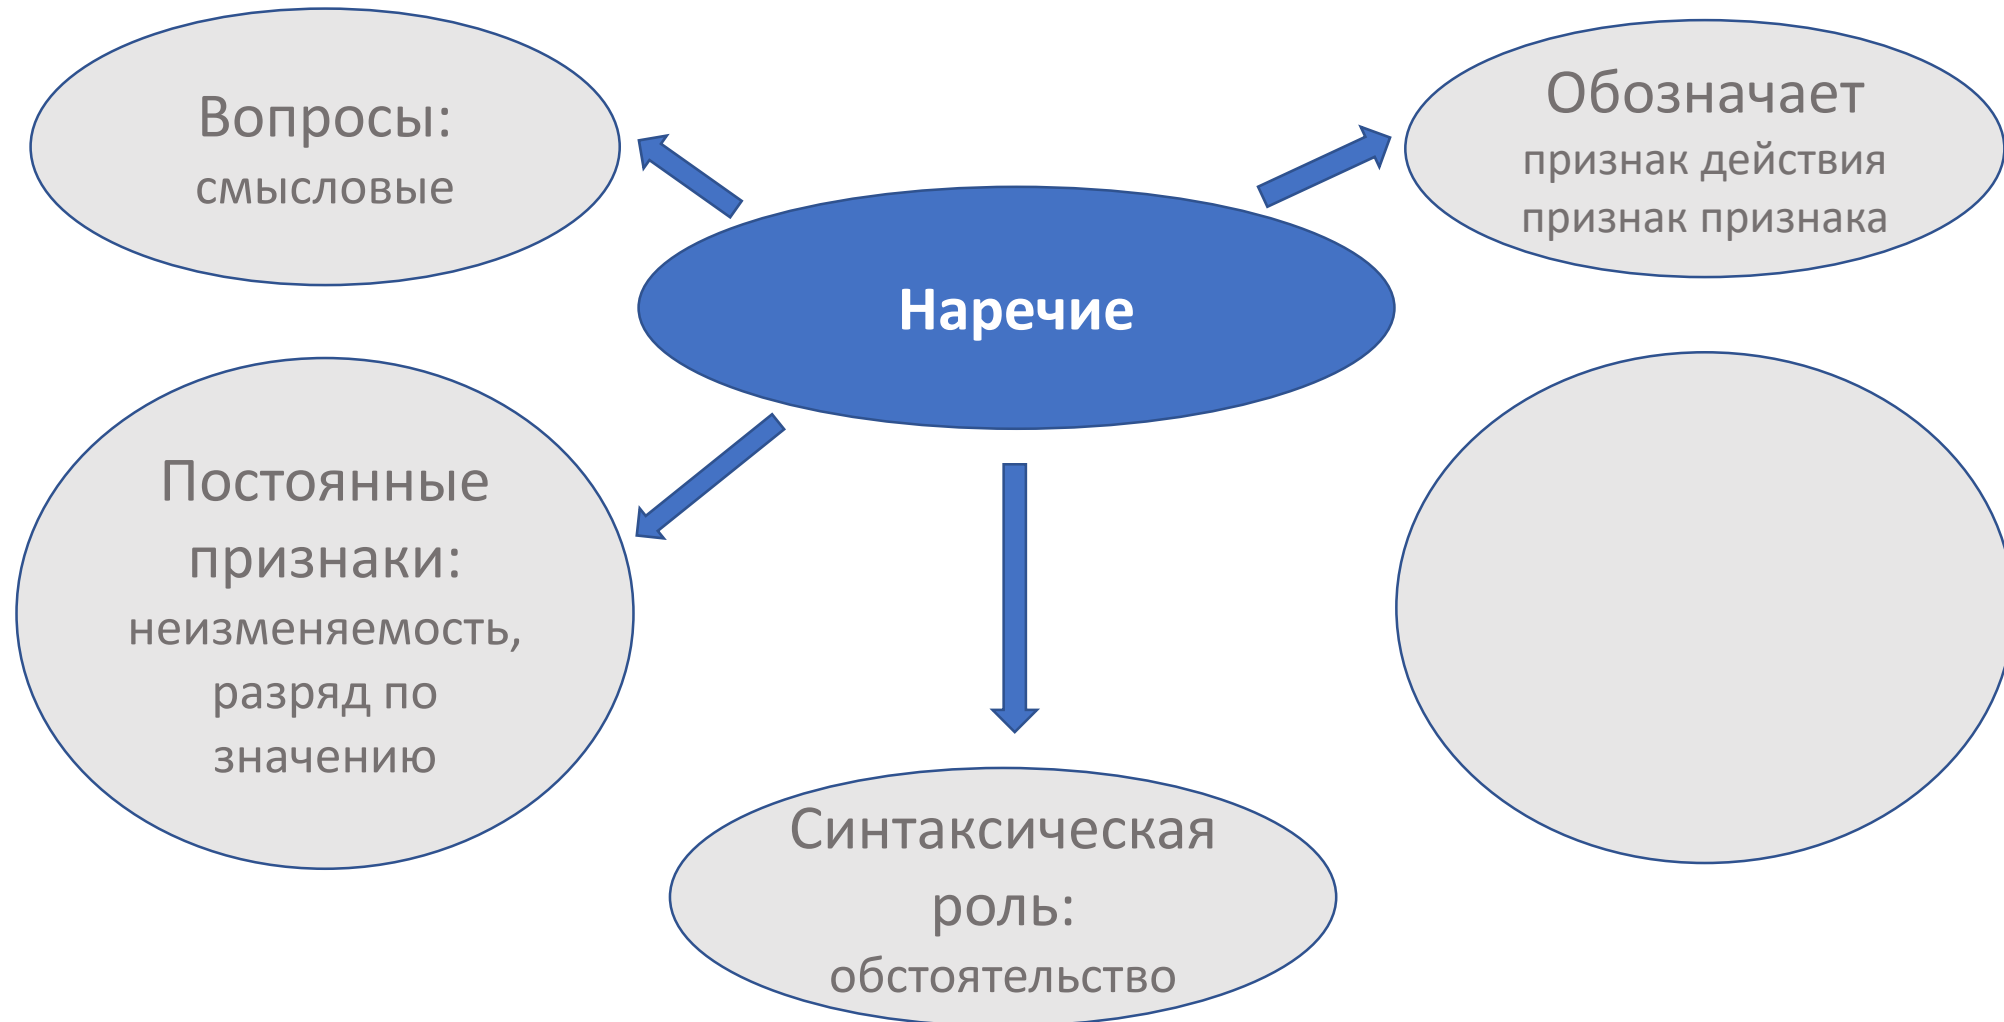 Вопросы:
смысловые
Обозначает
признак действия
признак признака
Наречие
Постоянные
признаки:
неизменяемость,
разряд по
значению
Синтаксическая
роль:
обстоятельство